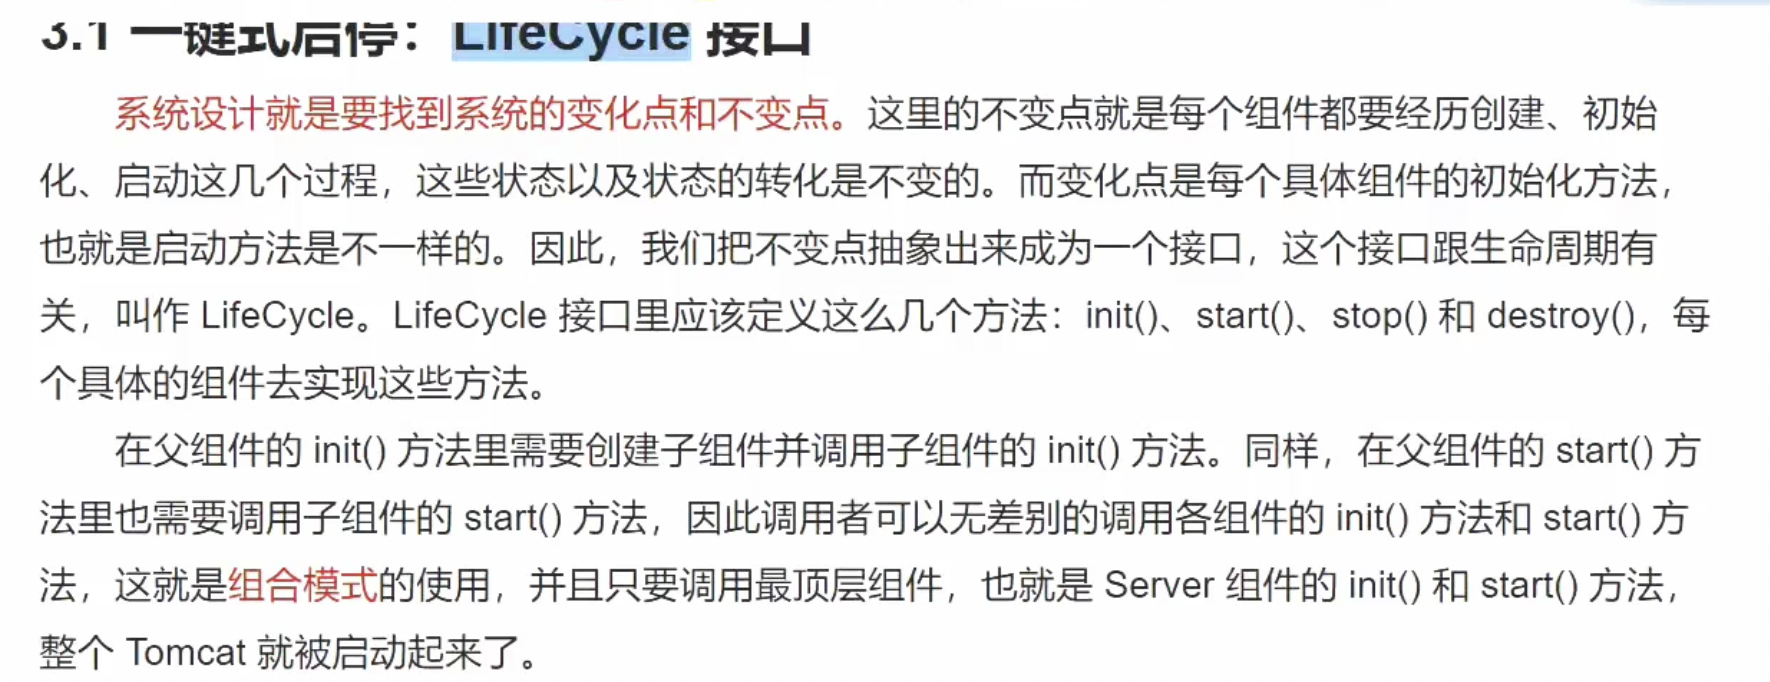 3.1 一键式启停：LifeCycle 接口
系统设计就是要找到系统的变化点和不变点。这里的不变点就是每个组件都要经历创建、初始
化、启动这几个过程，这些状态以及状态的转化是不变的。而变化点是每个具体组件的初始化方法，
也就是启动方法是不一样的。因此，我们把不变点抽象出来成为一个接口，这个接口跟生命周期有
关，叫作 LifeCycle。LifeCycle 接口里应该定义这么几个方法：init()、start()、stop() 和 destroy()，每
个具体的组件去实现这些方法。
在父组件的 init() 方法里需要创建子组件并调用子组件的 init() 方法。同样，在父组件的 start() 方
法里也需要调用子组件的 start() 方法，因此调用者可以无差别的调用各组件的 init() 方法和 start() 方
法，这就是组合模式的使用，并且只要调用最顶层组件，也就是 Server 组件的 init() 和 start() 方法，
整个 Tomcat 就被启动起来了。